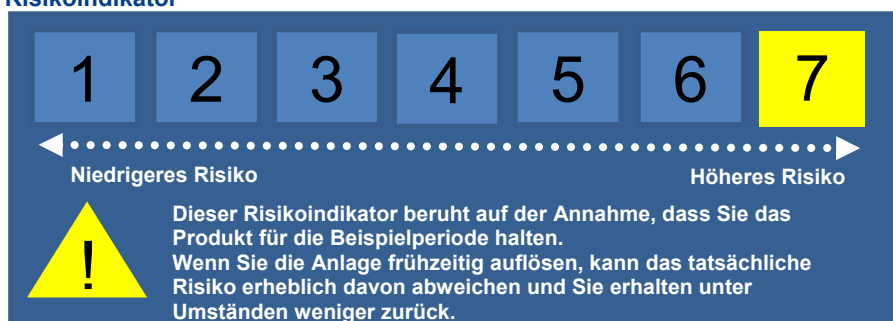 Risikoindikator
1 2 3 4 5 6 7
Niedrigeres Risiko Höheres Risiko
!
Dieser Risikoindikator beruht auf der Annahme, dass Sie das
Produkt für die Beispielperiode halten.
Wenn Sie die Anlage frühzeitig auflösen, kann das tatsächliche
Risiko erheblich davon abweichen und Sie erhalten unter
Umständen weniger zurück.